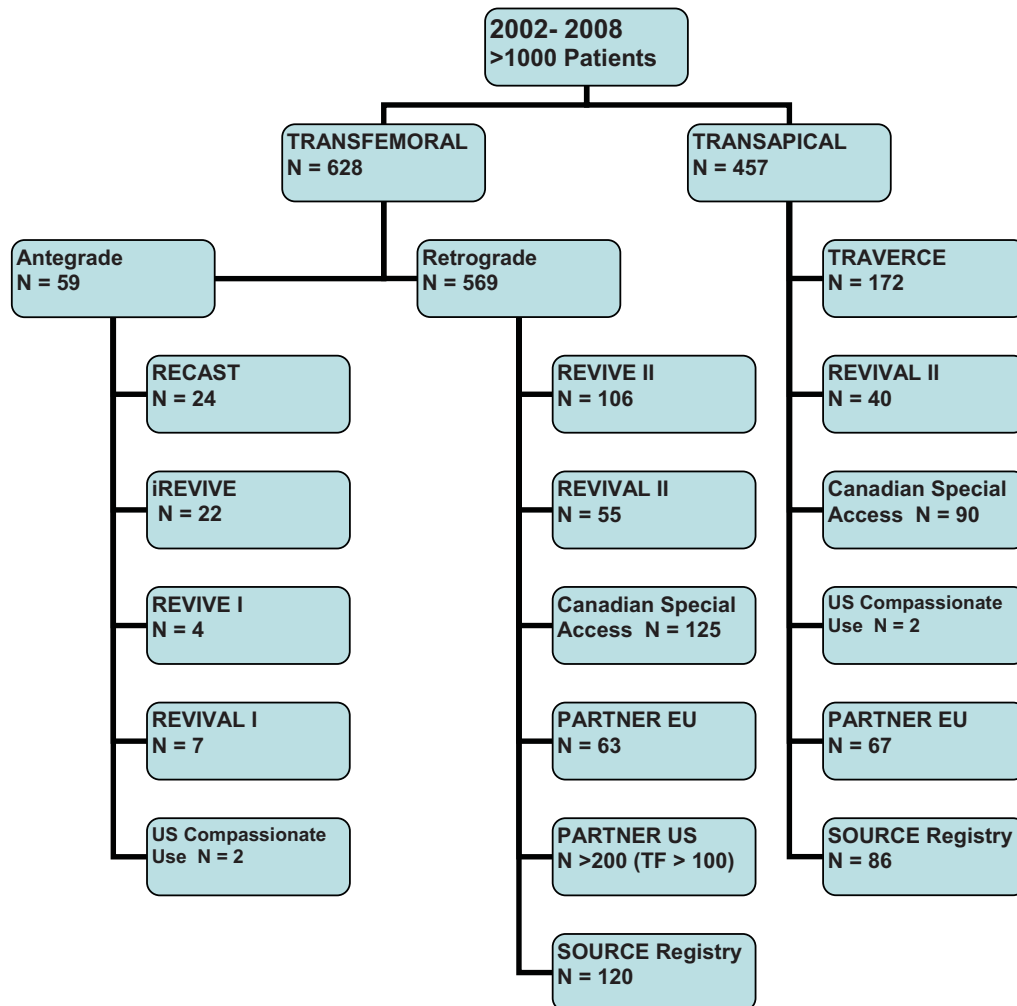 2002- 2008
>1000 Patients
TRANSFEMORAL
N = 628
TRANSAPICAL
N = 457
Antegrade
N = 59
Retrograde
N = 569
RECAST
N = 24
iREVIVE
N = 22
REVIVE I
N = 4
REVIVAL I
N = 7
US Compassionate
Use N = 2
REVIVE II
N = 106
REVIVAL II
N = 55
Canadian Special
Access N = 125
PARTNER EU
N = 63
PARTNER US
N >200 (TF > 100)
SOURCE Registry
N = 120
TRAVERCE
N = 172
REVIVAL II
N = 40
Canadian Special
Access N = 90
US Compassionate
Use N = 2
PARTNER EU
N = 67
SOURCE Registry
N = 86